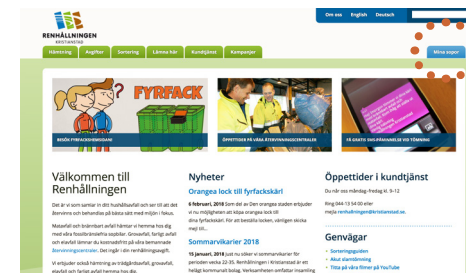 Om oss English Deutsch
RENHÅLLNINGEN
KRISTIANSTAD
Hämtning Avgifter Sortering Lämna här Kundtjänst Kampanjer
Mina sopor
FYRFACK
BESÖK FYRFACKSHEMSIDAN!
ÖPPETTIDER PÅ VÅRA ÅTERVINNINGSCENTRALER
FÅ GRATIS SMS-PÅMINNELSE VID TÖMNING
Välkommen till
Renhållningen
Det är vi som samlar in ditt hushållsavfall och ser till att det
återvinns och behandlas på bästa sätt med miljön i fokus.
Matavfall och brännbart avfall hämtar vi hemma hos dig
med våra fossilbränslefria sopbilar. Grovavfall, farligt avfall
och elavfall lämnar du kostnadsfritt på våra bemannade
återvinningscentraler. Det ingår i din renhållningsavgift.
Vi erbjuder också hämtning av trädgårdsavfall, grovavfall,
elavfall och farligt avfall hemma hos dig.
Nyheter
Orangea lock till fyrfackskärl
6 februari, 2018 Som del av Den orangea staden erbjuder
vi nu möjligheten att köpa orangea lock till
dina fyrfackskärl. För att beställa locken, vänligen skicka
mejl till...
Sommarvikarier 2018
15 januari, 2018 Just nu söker vi sommarvikarier för
perioden vecka 23-35. Renhållningen i Kristianstad är ett
helägt kommunalt bolag. Verksamheten omfattar insamling
Öppettider i kundtjänst
Du når oss måndag-fredag kl. 9–12
Ring 044-13 54 00 eller
mejla renhallningen@kristianstad.se.
Genvägar
Sorteringsguiden
Akut slamtömning
Titta på våra filmer på YouTube